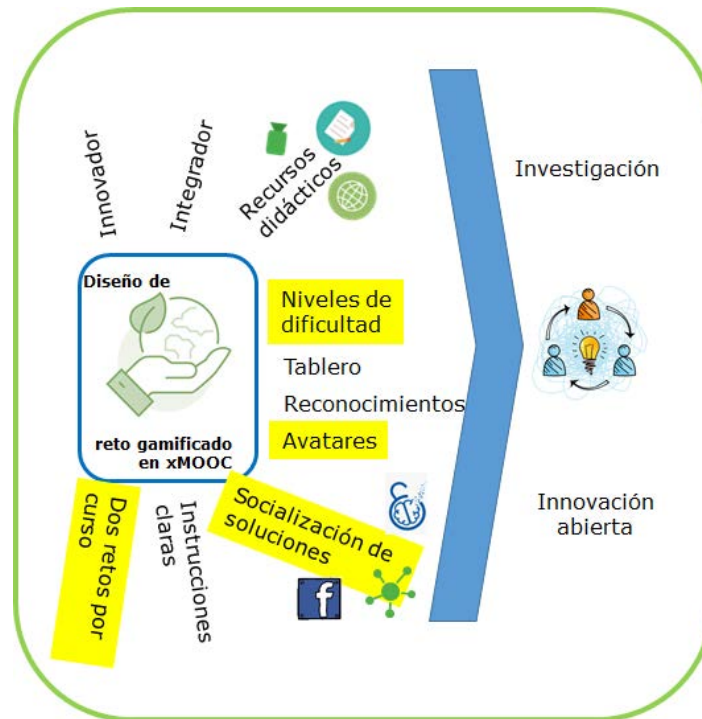 Innovador
Integrador
Recursos
didácticos
Investigación
Diseño de
reto gamificado
en xMOOC
Niveles de
dificultad
Tablero
Reconocimientos
Avatares
Dos retos por
curso
Instrucciones
claras
Socialización de
soluciones
f
Innovación
abierta